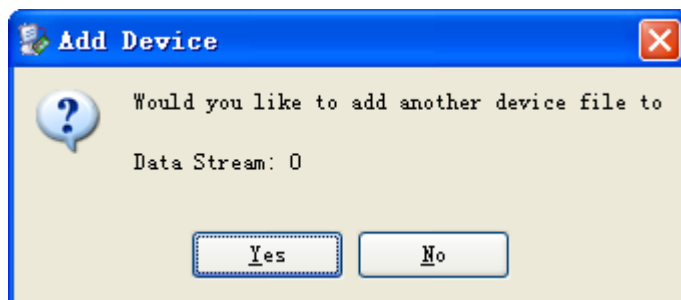 Add Device
Would you like to add another device file to
Data Stream: 0
Yes
No